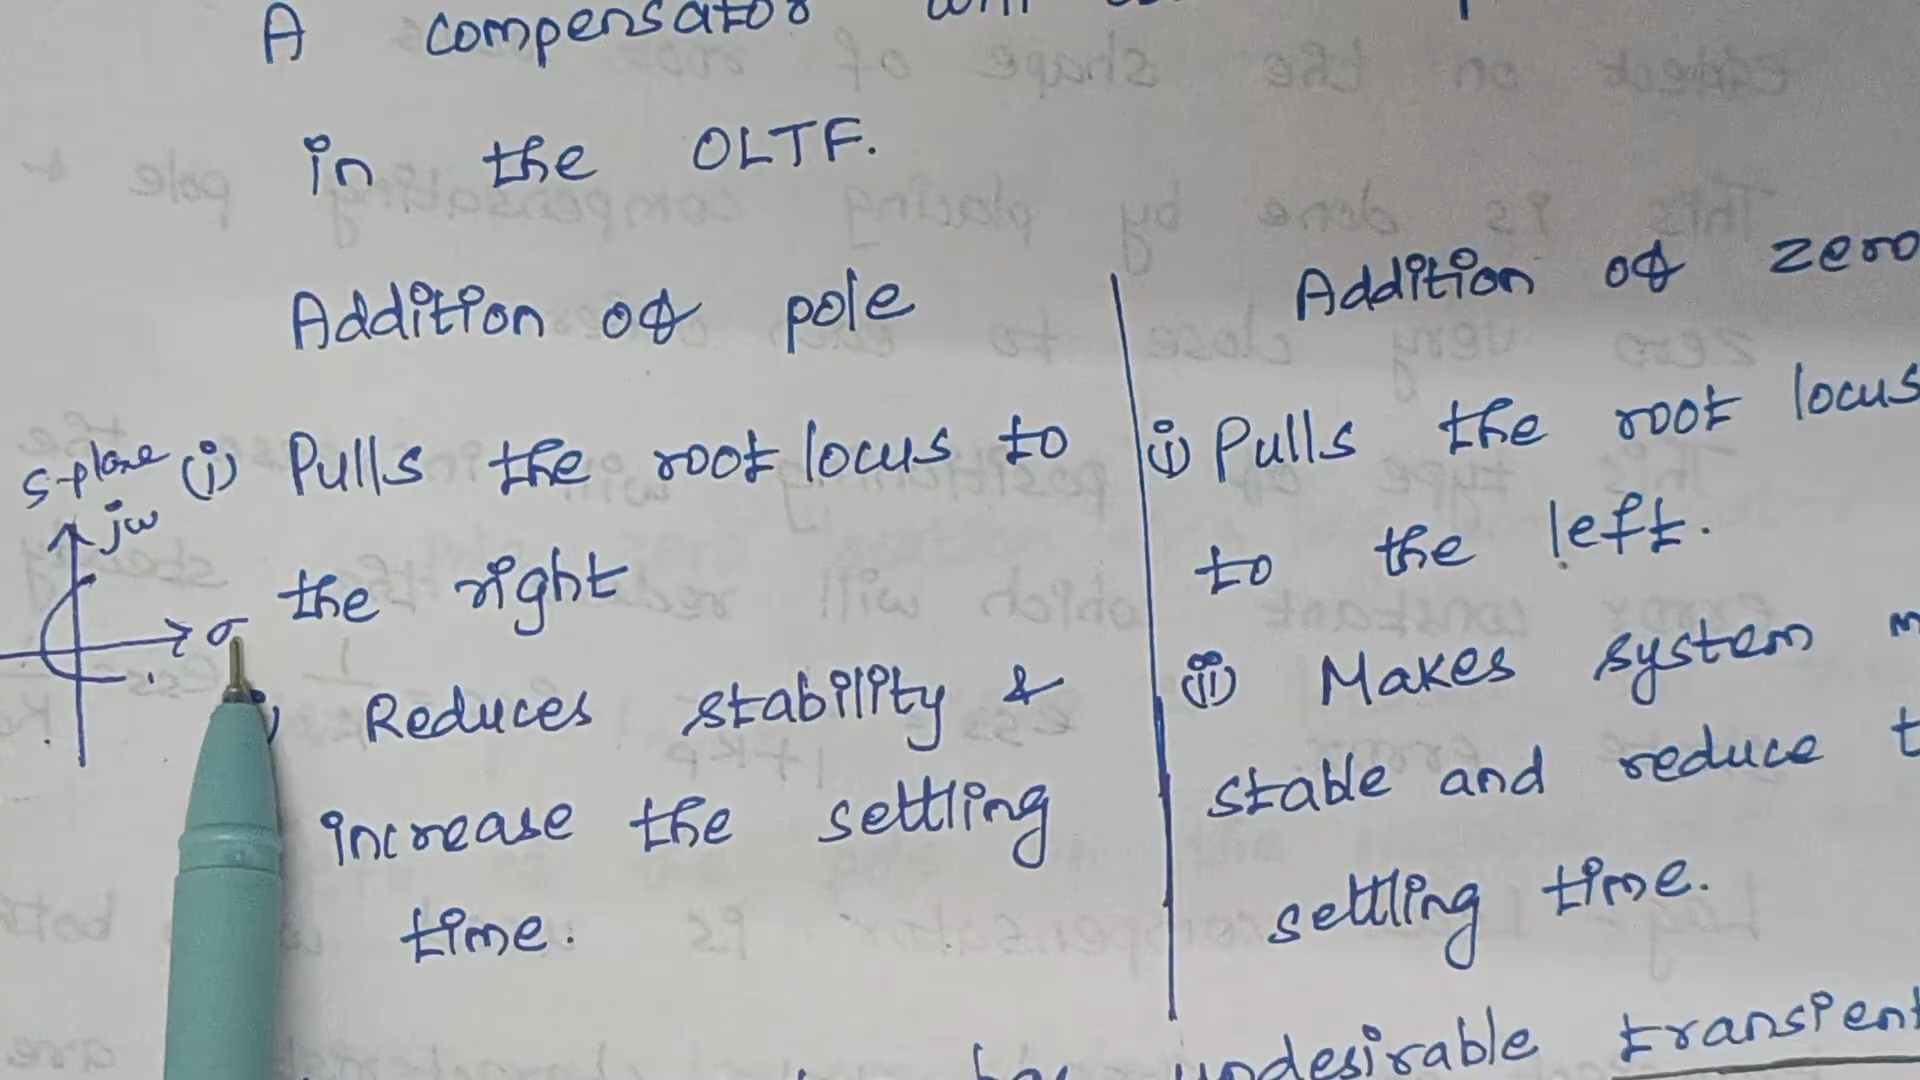 A compensator will
in the OLTF.
Addition of pole
(i) Pulls the root locus to
the right
Reduces stability &
increase the settling
time.
Addition of zero
(i) Pulls the root locus
to the left.
(ii) Makes system
stable and reduce
settling time.
s-plane
jω
σ
undesirable transient